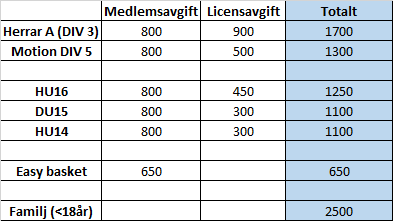 Medlemsavgift Licensavgift Totalt
Herrar A (DIV 3) 800 900 1700
Motion DIV 5 800 500 1300
HU16 800 450 1250
DU15 800 300 1100
HU14 800 300 1100
Easy basket 650 650
Familj (<18år) 2500